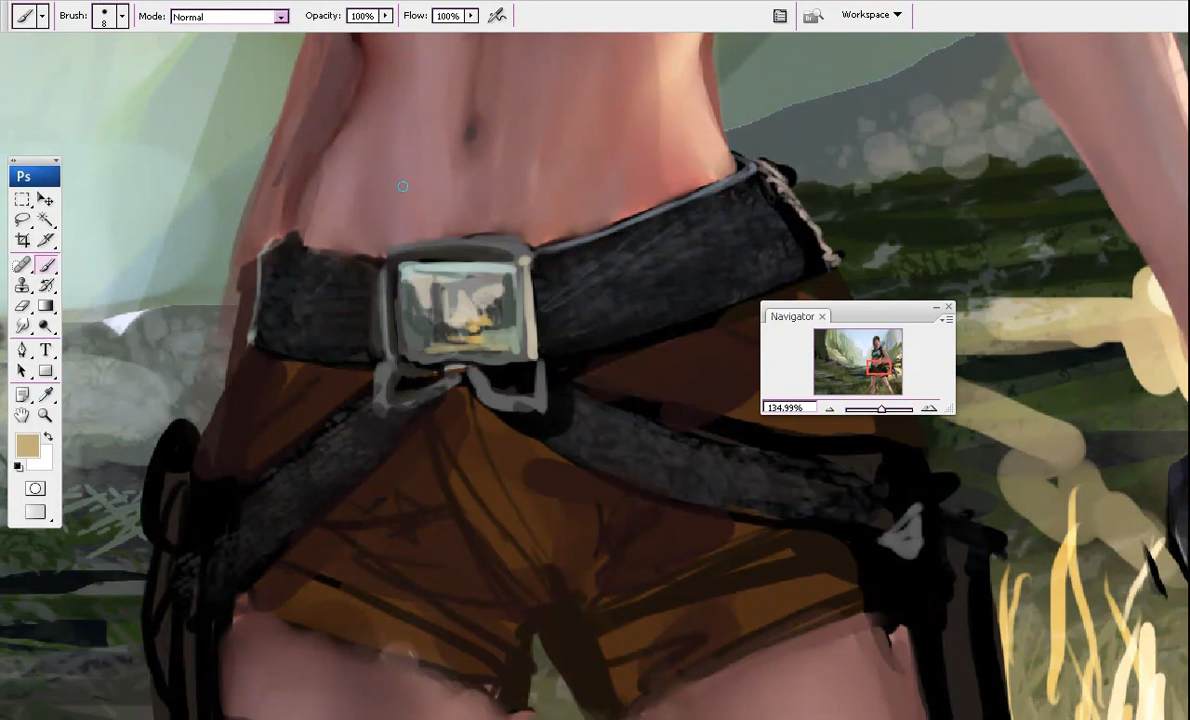 Brush:
8
Mode: Normal
Opacity: 100%
Flow: 100%
Workspace
Ps
T
Navigator
134.99%